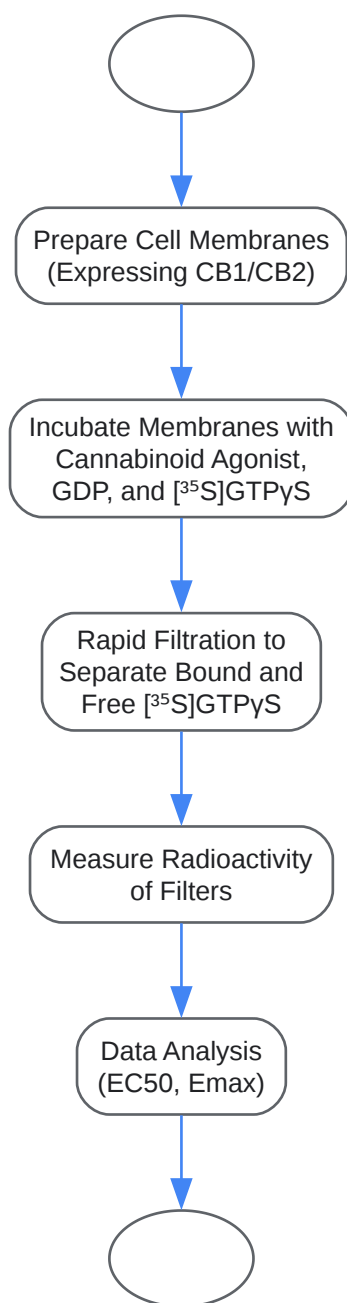 Prepare Cell Membranes
(Expressing CB1/CB2)
Incubate Membranes with
Cannabinoid Agonist,
GDP, and [³⁵S]GTPγS
Rapid Filtration to
Separate Bound and
Free [³⁵S]GTPγS
Measure Radioactivity
of Filters
Data Analysis
(EC50, Emax)